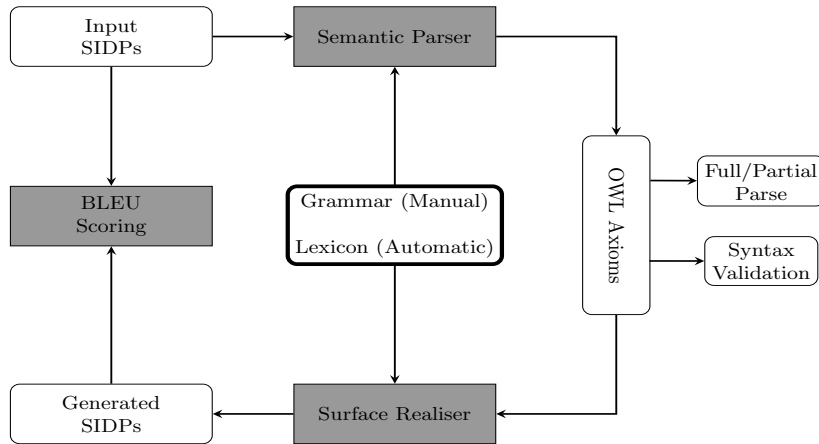 Input
SIDPs
Semantic Parser
OWL Axioms
Full/Partial
Parse
BLEU
Scoring
Grammar (Manual)
Lexicon (Automatic)
Syntax
Validation
Generated
SIDPs
Surface Realiser